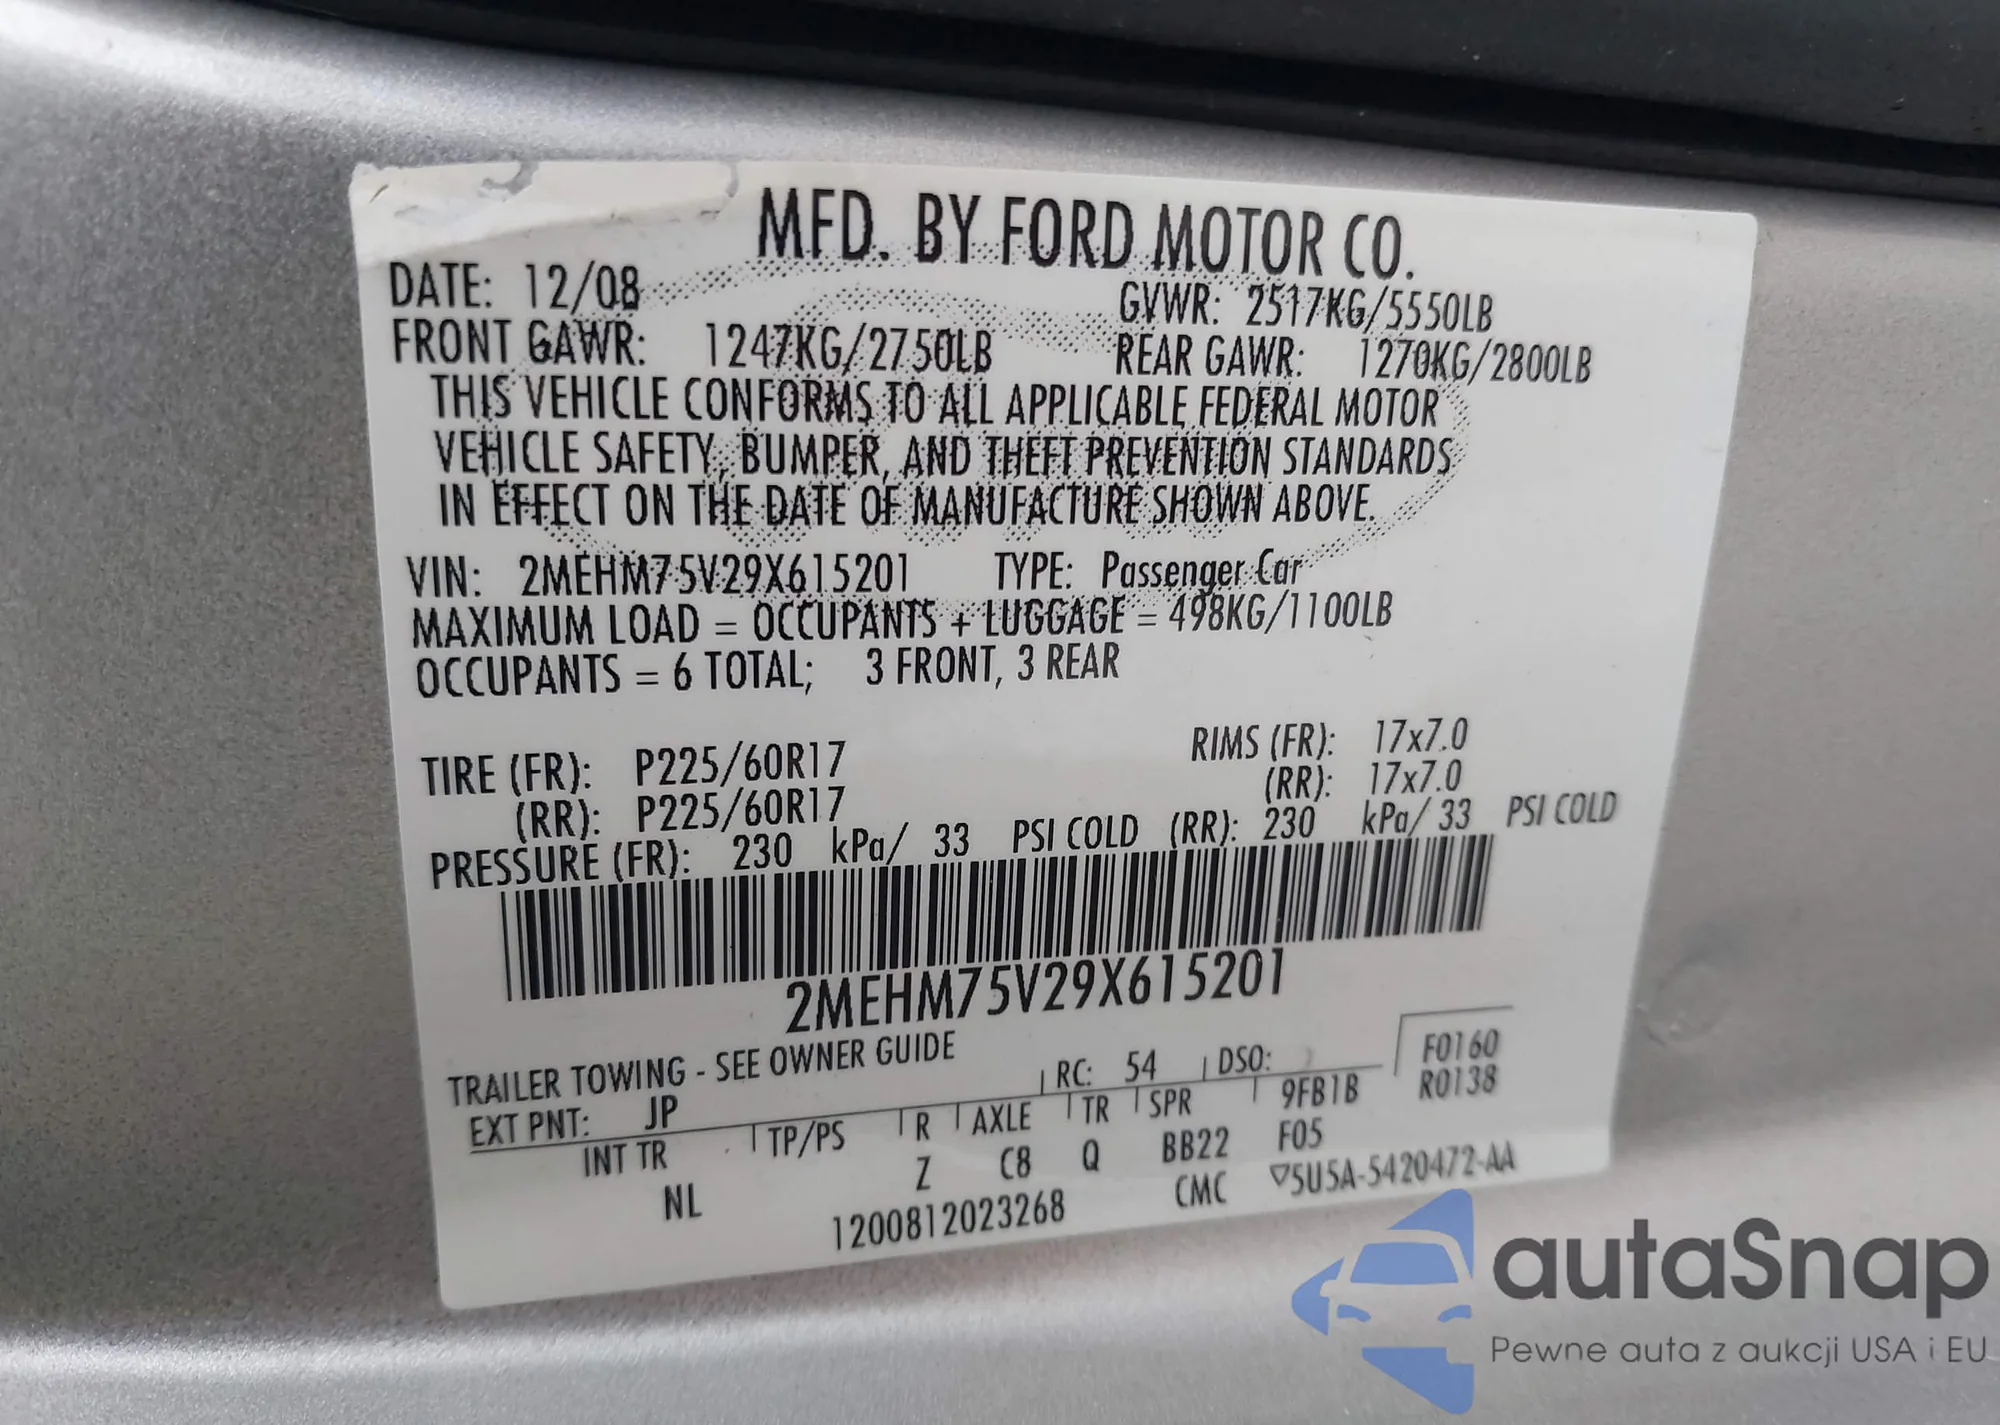 MFD. BY FORD MOTOR CO.
DATE: 12/08 GVWR: 2517KG/5550LB
FRONT GAWR: 1247KG/2750LB REAR GAWR: 1270KG/2800LB
THIS VEHICLE CONFORMS TO ALL APPLICABLE FEDERAL MOTOR
VEHICLE SAFETY, BUMPER, AND THEFT PREVENTION STANDARDS
IN EFFECT ON THE DATE OF MANUFACTURE SHOWN ABOVE.
VIN: 2MEHM75V29X615201 TYPE: Passenger Car
MAXIMUM LOAD = OCCUPANTS + LUGGAGE = 498KG/1100LB
OCCUPANTS = 6 TOTAL; 3 FRONT, 3 REAR
TIRE (FR): P225/60R17 RIMS (FR): 17x7.0
(RR): P225/60R17 (RR): 17x7.0
PRESSURE (FR): 230 kPa/ 33 PSI COLD (RR): 230 kPa/ 33 PSI COLD
2MEHM75V29X615201
TRAILER TOWING - SEE OWNER GUIDE
EXT PNT: JP RC: 54 DSO: F0160
INT TR TP/PS R AXLE TR SPR 9FB1B R0138
NL Z C8 Q BB22 F05
1200812023268 CMC ▽5U5A-5420472-AA
autaSnap
Pewne auta z aukcji USA i EU